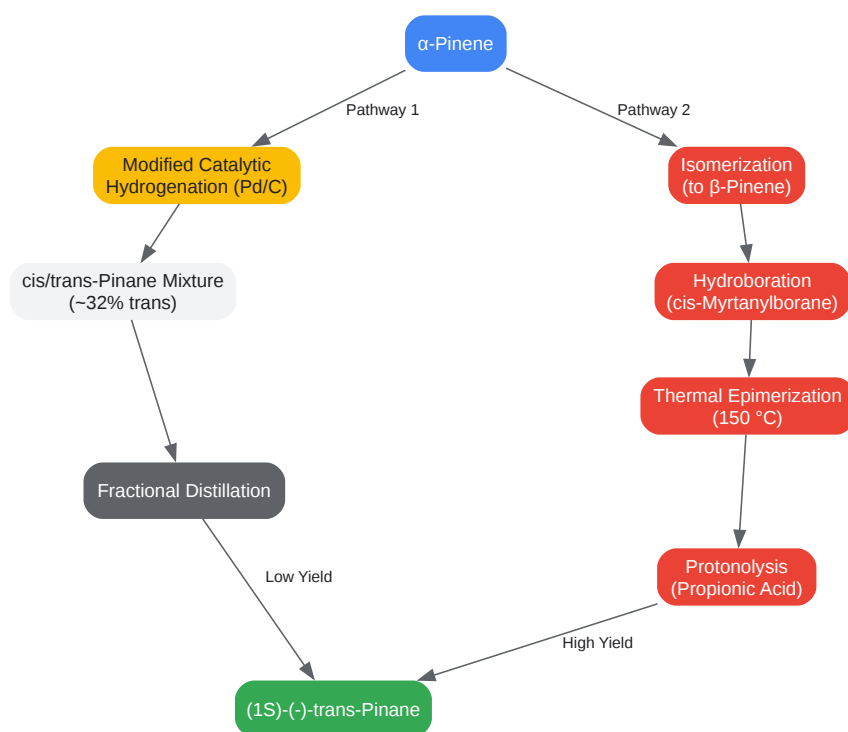 α-Pinene
Pathway 1
Pathway 2
Modified Catalytic
Hydrogenation (Pd/C)
Isomerization
(to β-Pinene)
cis/trans-Pinane Mixture
(~32% trans)
Hydroboration
(cis-Myrtanylborane)
Thermal Epimerization
(150 °C)
Fractional Distillation
Protonolysis
(Propionic Acid)
Low Yield
High Yield
(1S)-(-)-trans-Pinane